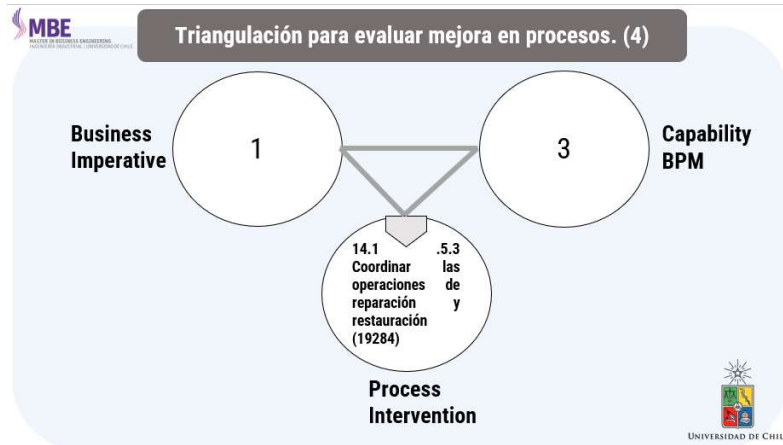 MBE
MASTER IN BUSINESS ENGINEERING
INGENIERÍA INDUSTRIAL | UNIVERSIDAD DE CHILE
Triangulación para evaluar mejora en procesos. (4)
Business
Imperative
1
3
Capability
BPM
14.1 .5.3
Coordinar las
operaciones de
reparación y
restauración
(19284)
Process
Intervention
UNIVERSIDAD DE CHIL